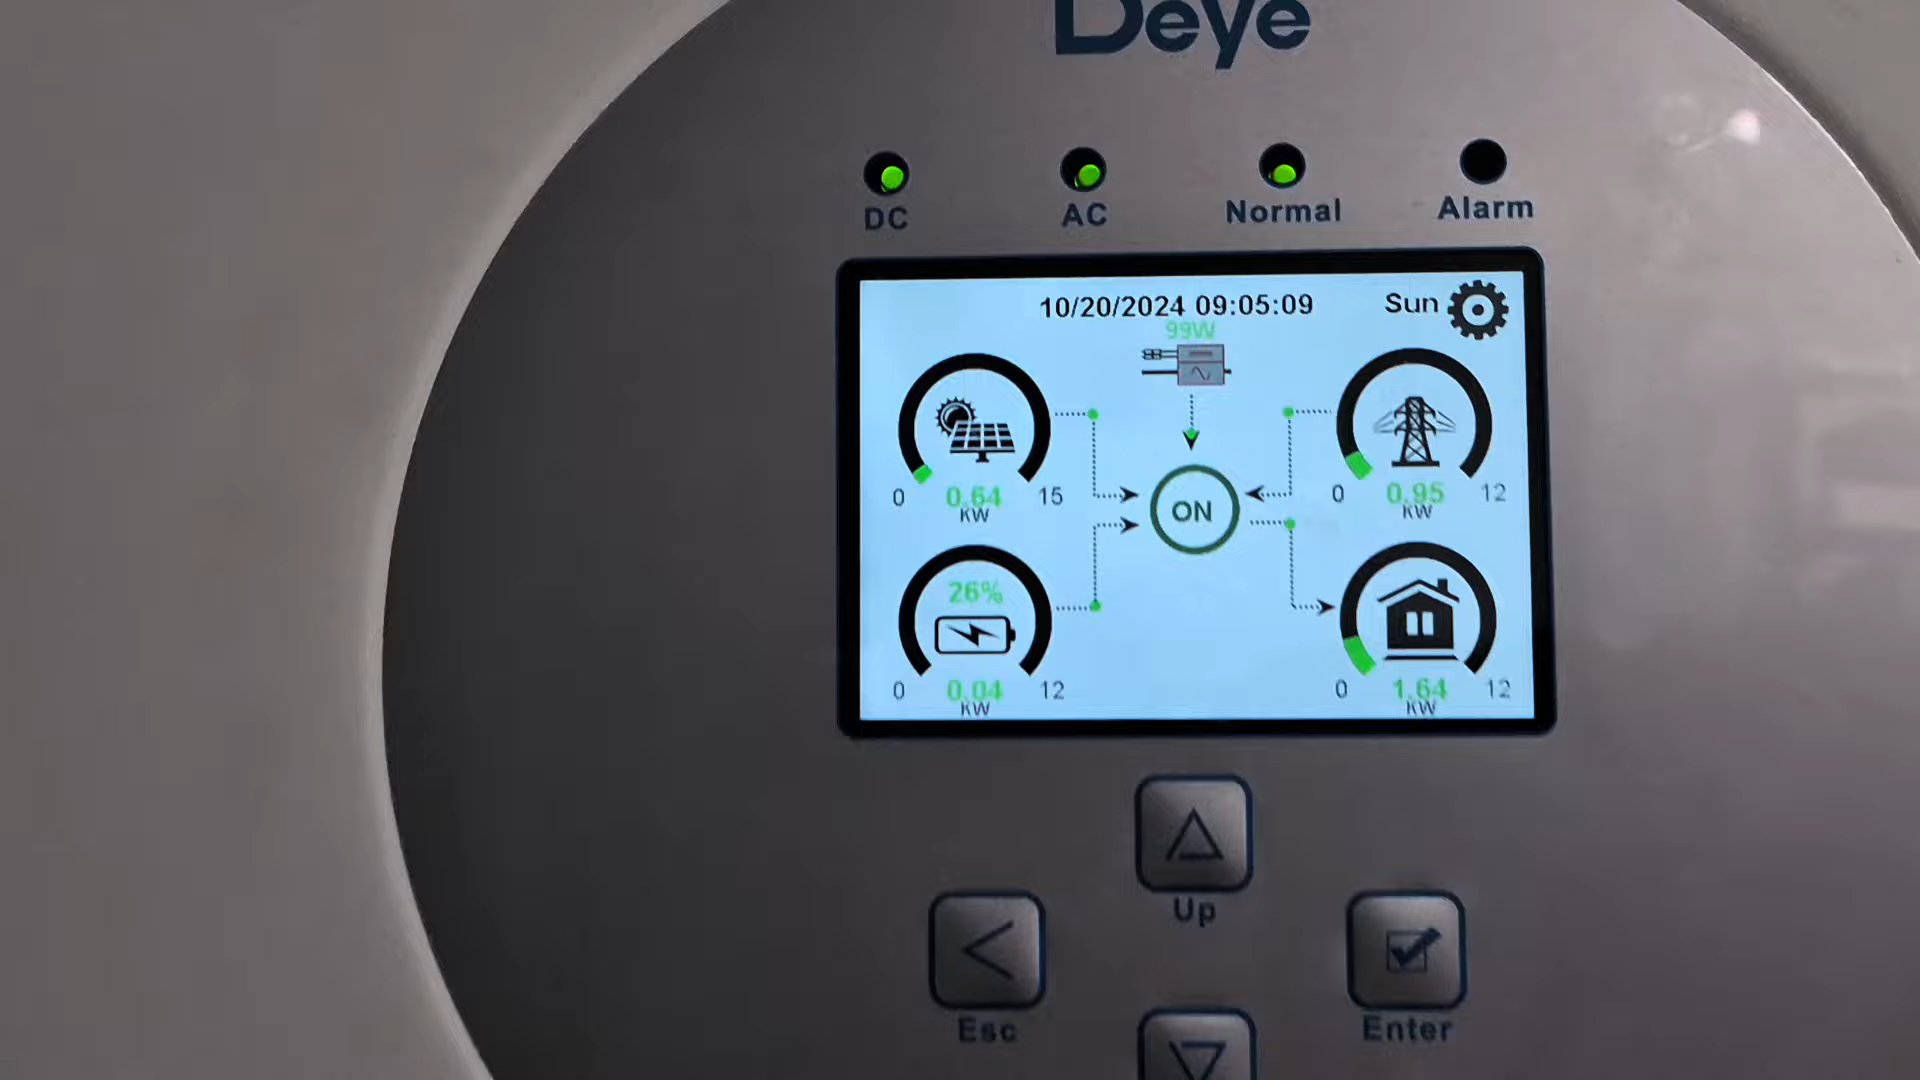 Deye
DC AC Normal Alarm
10/20/2024 09:05:09 Sun
99W
0 0.64 15
KW
0 0.95 12
KW
ON
26%
0 0.04 12
KW
0 1.64 12
KW
Up
Esc
Enter